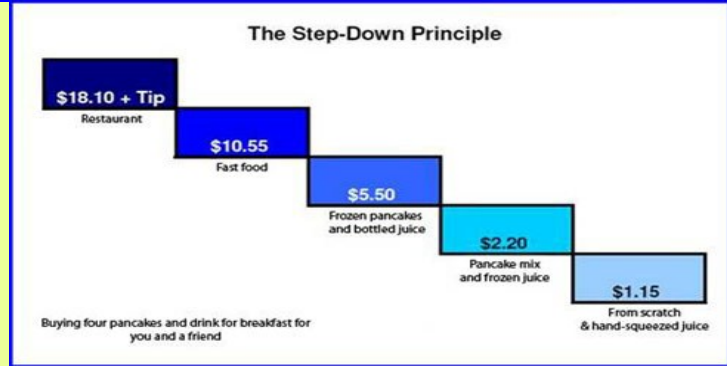 The Step-Down Principle
$18.10 + Tip
Restaurant
$10.55
Fast food
$5.50
Frozen pancakes
and bottled juice
$2.20
Pancake mix
and frozen juice
$1.15
From scratch
& hand-squeezed juice
Buying four pancakes and drink for breakfast for
you and a friend